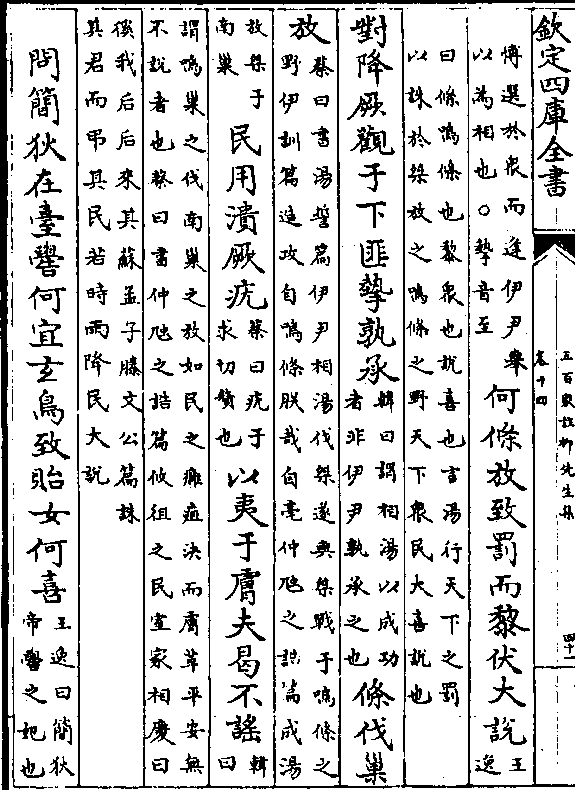 欽定四庫全書
五百家註柳先生集
卷十四
四十一
博選於衆而逢伊尹舉
以為相也〇摯音至
何條放致罰而黎伏大說
王
逸
曰條鳴條也黎衆也說喜也言湯行天下之罰
以誅於桀放之鳴條之野天下衆民大喜說也
對降厥觀于下匪摯孰承
韓曰謂相湯以成功
者非伊尹孰承之也
條伐巢
放
蔡曰書湯誓篇伊尹相湯伐桀遂與桀戰于鳴條之
野伊訓篇造攻自鳴條朕哉自亳仲虺之誥篇成湯
放桀于
南巢
民用潰厥疣
蔡曰疣于
求切贅也
以夷于膚夫曷不謠
韓
曰
謂鳴巢之伐南巢之放如民之癰疽決而膚革平安無
不說者也蔡曰書仲虺之誥篇攸徂之民室家相慶曰
徯我后后來其蘇孟子滕文公篇誅
其君而弔其民若時雨降民大說
問簡狄在臺嚳何宜玄鳥致貽女何喜
王逸曰簡狄
帝嚳之妃也